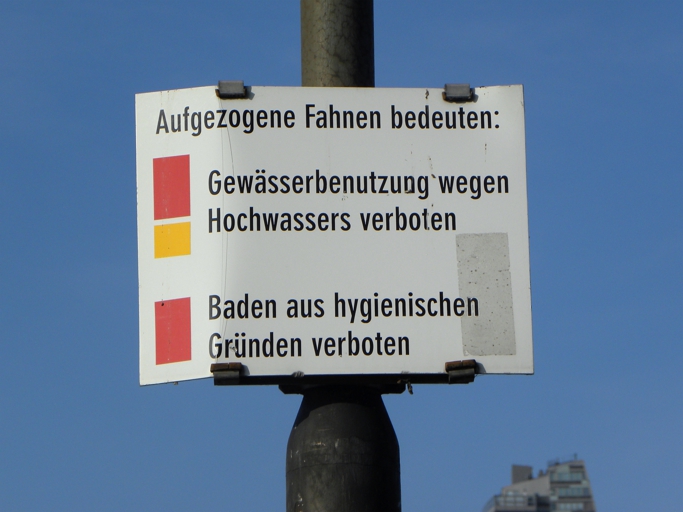 Aufgezogene Fahnen bedeuten:
Gewässerbenutzung wegen
Hochwassers verboten
Baden aus hygienischen
Gründen verboten